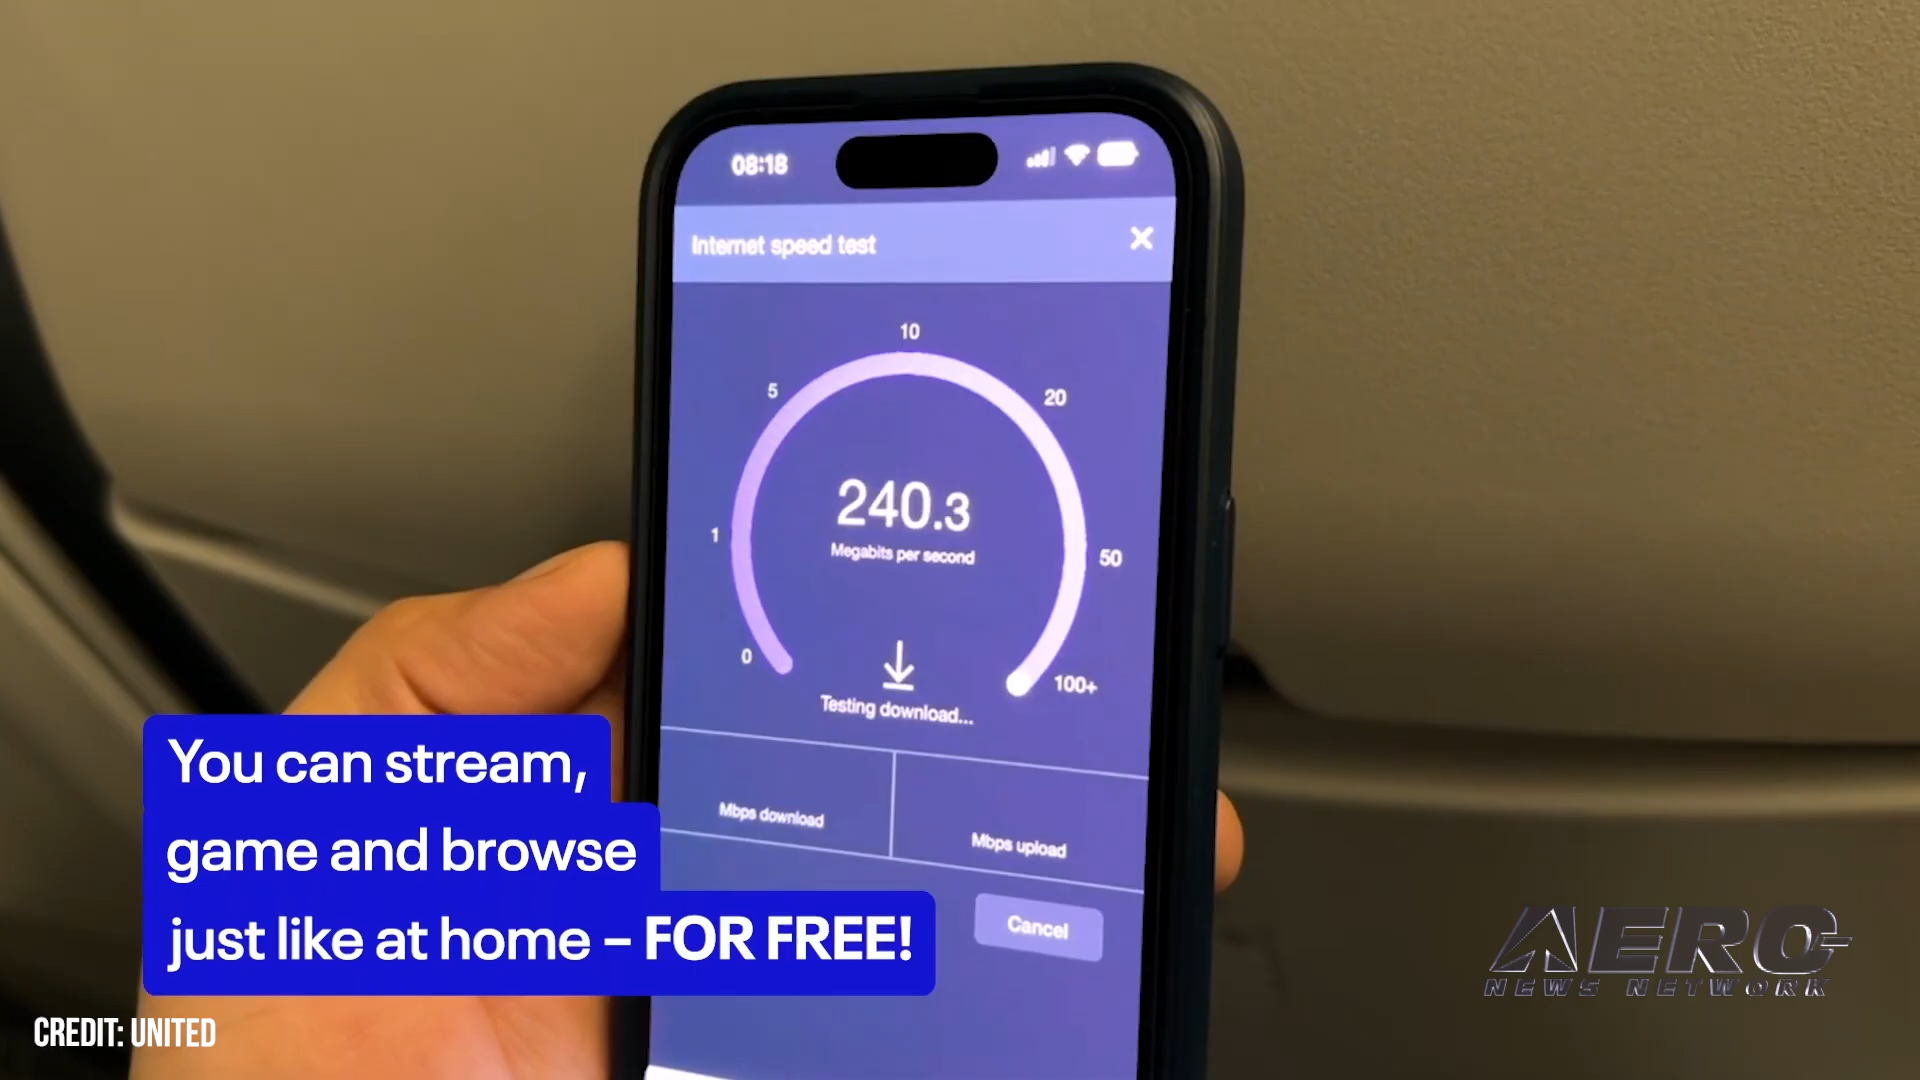 08:18
Internet speed test
10
5
20
240.3
Megabits per second
1
50
0
100+
Testing download...
Mbps download
Mbps upload
Cancel
You can stream,
game and browse
just like at home – FOR FREE!
AERO
NEWS NETWORK
CREDIT: UNITED